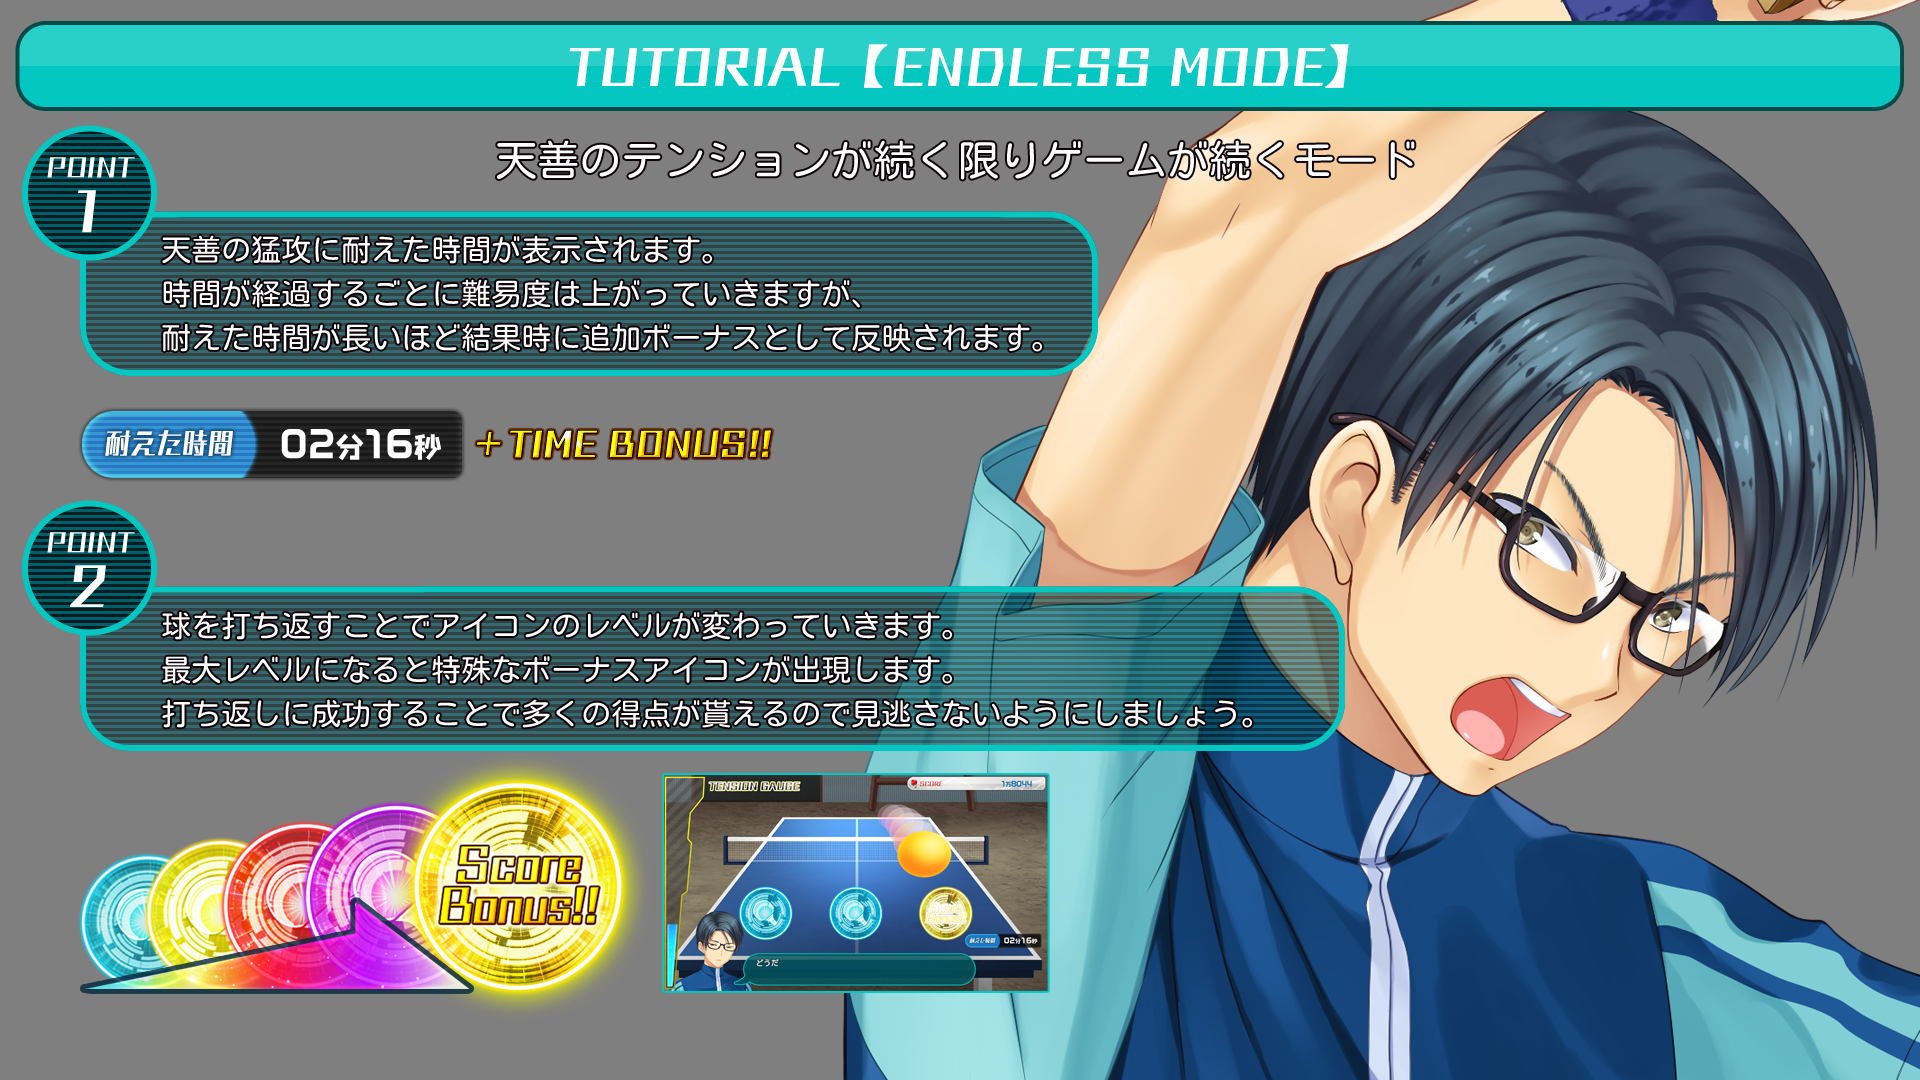 TUTORIAL【ENDLESS MODE】
天善のテンションが続く限りゲームが続くモード
POINT
1
天善の猛攻に耐えた時間が表示されます。
時間が経過するごとに難易度は上がっていきますが、
耐えた時間が長いほど結果時に追加ボーナスとして反映されます。
耐えた時間 02分16秒 +TIME BONUS!!
POINT
2
球を打ち返すことでアイコンのレベルが変わっていきます。
最大レベルになると特殊なボーナスアイコンが出現します。
打ち返しに成功することで多くの得点が貰えるので見逃さないようにしましょう。
Score
Bonus!!
TENSION GAUGE
SCORE 1万8044
耐えた時間 02分16秒
どうだ